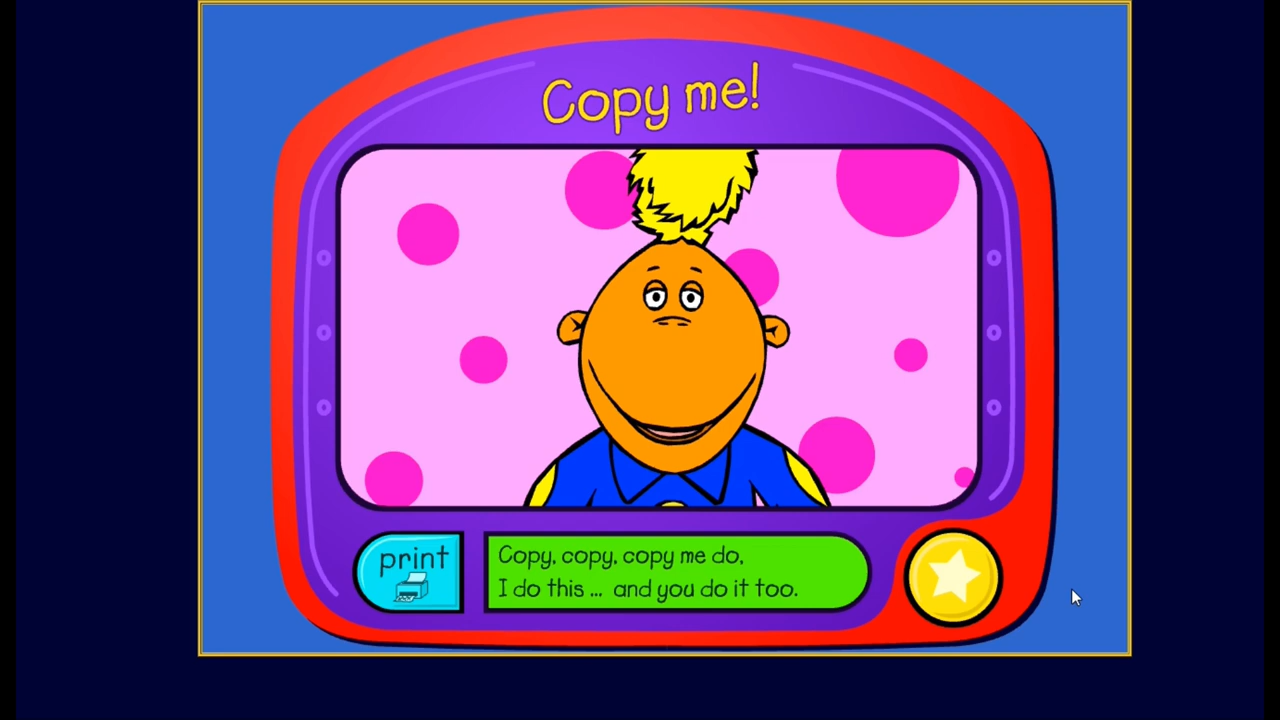 Copy me!
print
Copy, copy, copy me do,
I do this ... and you do it too.